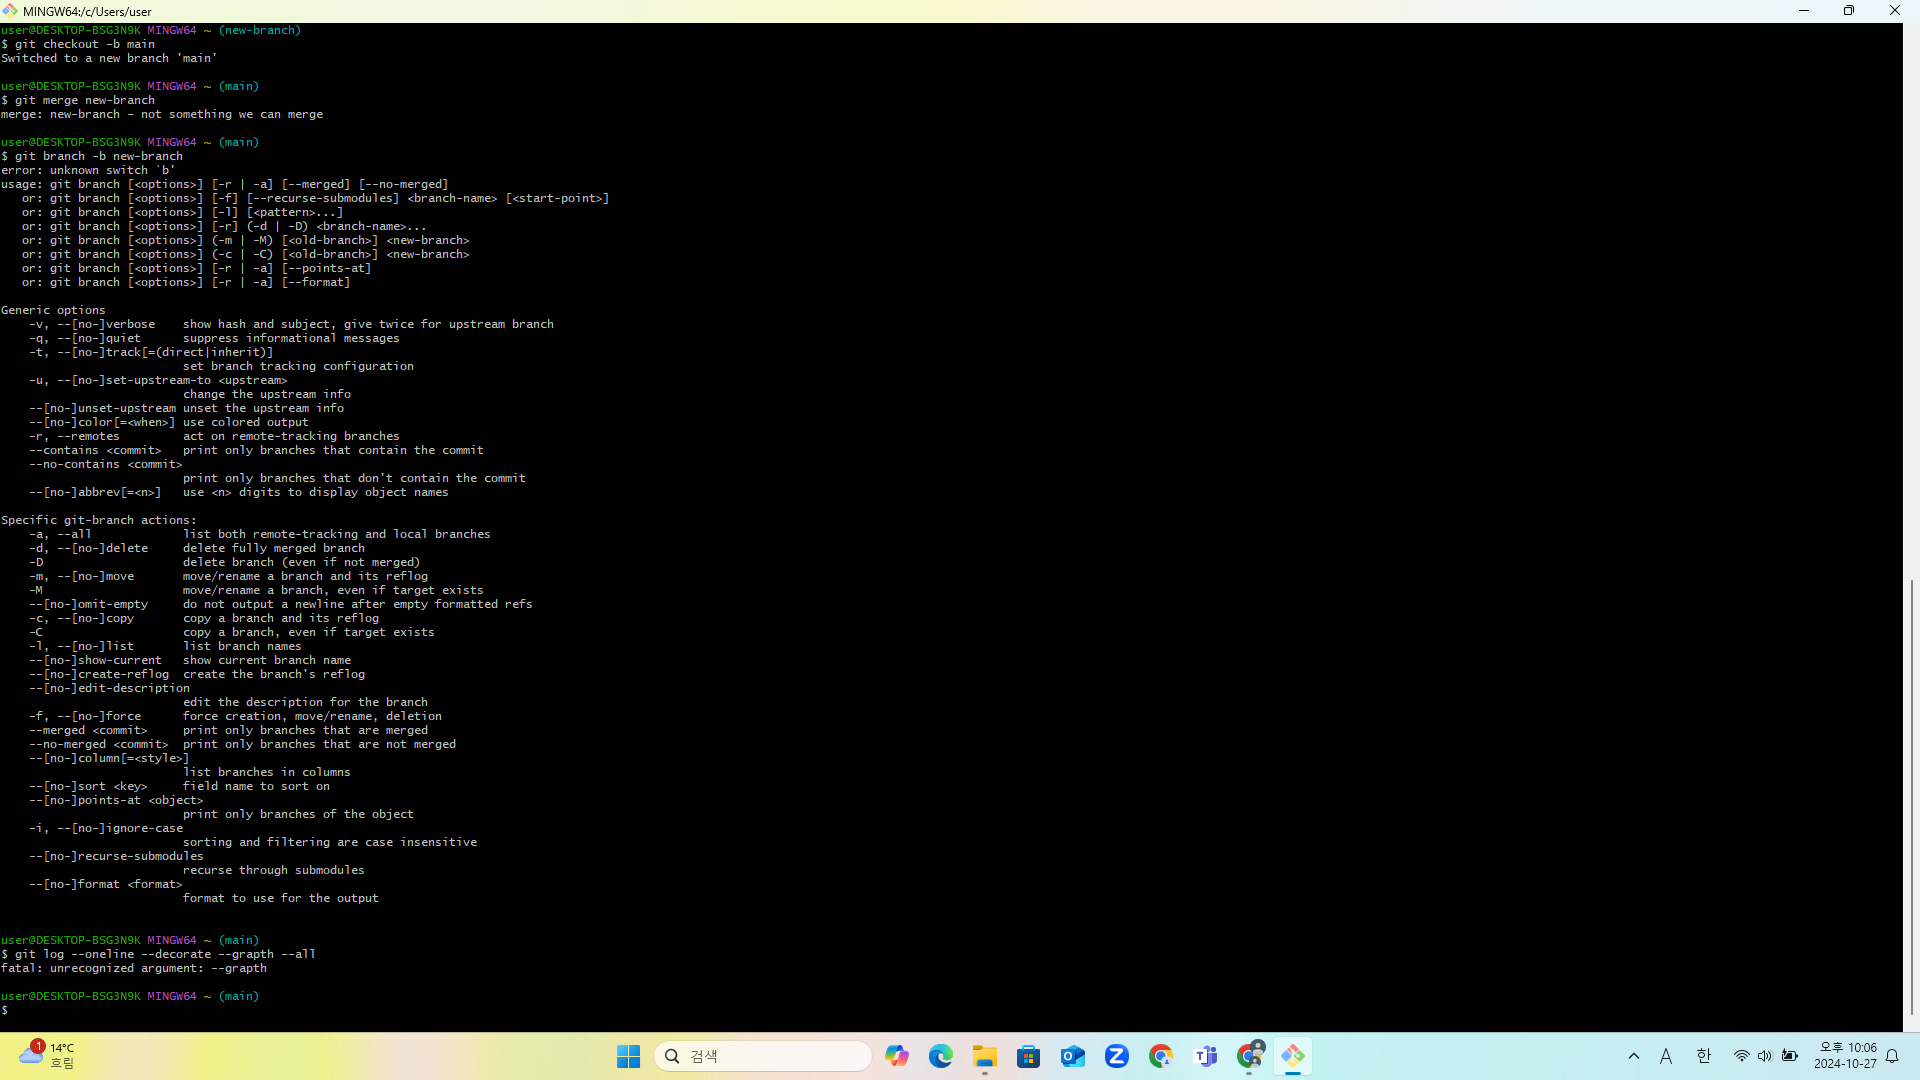 MINGW64:/c/Users/user
user@DESKTOP-BSG3N9K MINGW64 ~ (new-branch)
$ git checkout -b main
Switched to a new branch 'main'
user@DESKTOP-BSG3N9K MINGW64 ~ (main)
$ git merge new-branch
merge: new-branch - not something we can merge
user@DESKTOP-BSG3N9K MINGW64 ~ (main)
$ git branch -b new-branch
error: unknown switch `b'
usage: git branch [<options>] [-r | -a] [--merged] [--no-merged]
   or: git branch [<options>] [-f] [--recurse-submodules] <branch-name> [<start-point>]
   or: git branch [<options>] [-l] [<pattern>...]
   or: git branch [<options>] [-r] (-d | -D) <branch-name>...
   or: git branch [<options>] (-m | -M) [<old-branch>] <new-branch>
   or: git branch [<options>] (-c | -C) [<old-branch>] <new-branch>
   or: git branch [<options>] [-r | -a] [--points-at]
   or: git branch [<options>] [-r | -a] [--format]
Generic options
    -v, --[no-]verbose    show hash and subject, give twice for upstream branch
    -q, --[no-]quiet      suppress informational messages
    -t, --[no-]track[=(direct|inherit)]
                          set branch tracking configuration
    -u, --[no-]set-upstream-to <upstream>
                          change the upstream info
    --[no-]unset-upstream unset the upstream info
    --[no-]color[=<when>] use colored output
    -r, --remotes         act on remote-tracking branches
    --contains <commit>   print only branches that contain the commit
    --no-contains <commit>
                          print only branches that don't contain the commit
    --[no-]abbrev[=<n>]   use <n> digits to display object names
Specific git-branch actions:
    -a, --all             list both remote-tracking and local branches
    -d, --[no-]delete     delete fully merged branch
    -D                    delete branch (even if not merged)
    -m, --[no-]move       move/rename a branch and its reflog
    -M                    move/rename a branch, even if target exists
    --[no-]omit-empty     do not output a newline after empty formatted refs
    -c, --[no-]copy       copy a branch and its reflog
    -C                    copy a branch, even if target exists
    -l, --[no-]list       list branch names
    --[no-]show-current   show current branch name
    --[no-]create-reflog  create the branch's reflog
    --[no-]edit-description
                          edit the description for the branch
    -f, --[no-]force      force creation, move/rename, deletion
    --merged <commit>     print only branches that are merged
    --no-merged <commit>  print only branches that are not merged
    --[no-]column[=<style>]
                          list branches in columns
    --[no-]sort <key>     field name to sort on
    --[no-]points-at <object>
                          print only branches of the object
    -i, --[no-]ignore-case
                          sorting and filtering are case insensitive
    --[no-]recurse-submodules
                          recurse through submodules
    --[no-]format <format>
                          format to use for the output
user@DESKTOP-BSG3N9K MINGW64 ~ (main)
$ git log --oneline --decorate --grapth --all
fatal: unrecognized argument: --grapth
user@DESKTOP-BSG3N9K MINGW64 ~ (main)
$
1
14°C
흐림
검색
A
한
오후 10:06
2024-10-27